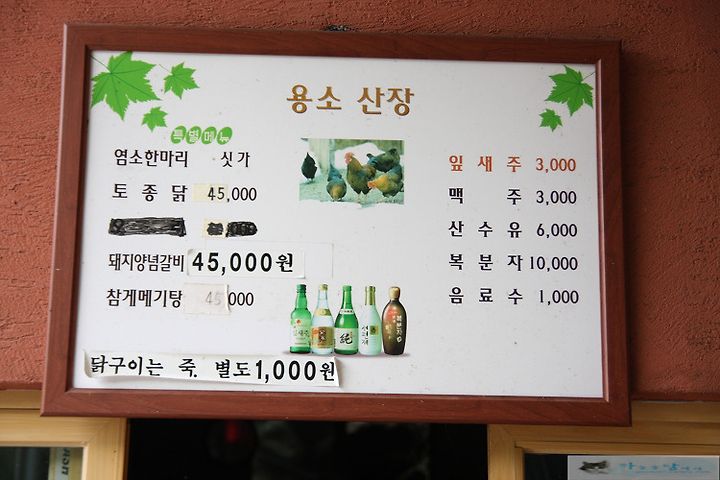 용소 산장
특별메뉴
염소한마리 싯가
토종닭 45,000
돼지양념갈비 45,000원
참게메기탕 45,000
닭구이는 죽. 별도 1,000원
잎새주 3,000
맥주 3,000
산수유 6,000
복분자 10,000
음료수 1,000